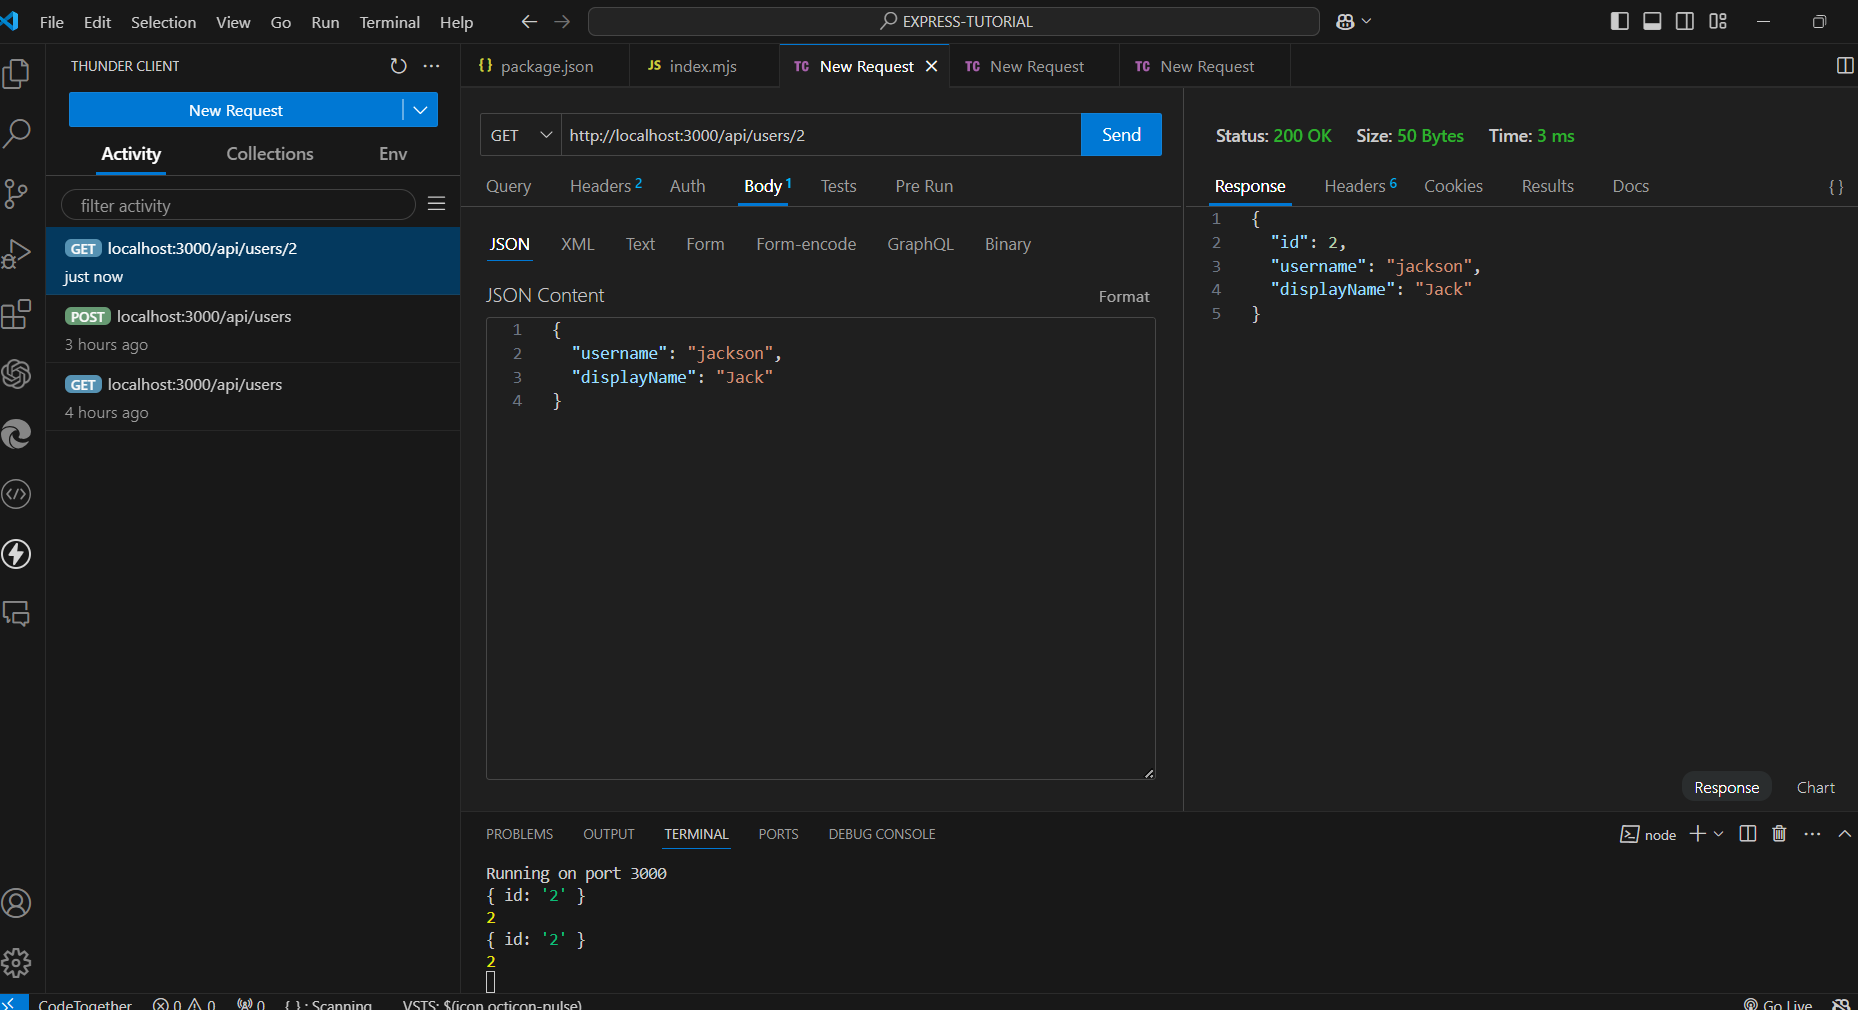 File Edit Selection View Go Run Terminal Help
EXPRESS-TUTORIAL
THUNDER CLIENT
New Request
Activity Collections Env
filter activity
GET localhost:3000/api/users/2
just now
POST localhost:3000/api/users
3 hours ago
GET localhost:3000/api/users
4 hours ago
{} package.json
JS index.mjs
TC New Request
TC New Request
TC New Request
GET http://localhost:3000/api/users/2 Send
Query Headers 2 Auth Body 1 Tests Pre Run
JSON XML Text Form Form-encode GraphQL Binary
JSON Content Format
1 {
2 "username": "jackson",
3 "displayName": "Jack"
4 }
Status: 200 OK Size: 50 Bytes Time: 3 ms
Response Headers 6 Cookies Results Docs { }
1 {
2 "id": 2,
3 "username": "jackson",
4 "displayName": "Jack"
5 }
Response Chart
PROBLEMS OUTPUT TERMINAL PORTS DEBUG CONSOLE
node
Running on port 3000
{ id: '2' }
2
{ id: '2' }
2
CodeTogether 0 0 0 { } : Scanning VSTS: $(icon octicon-pulse) Go Live